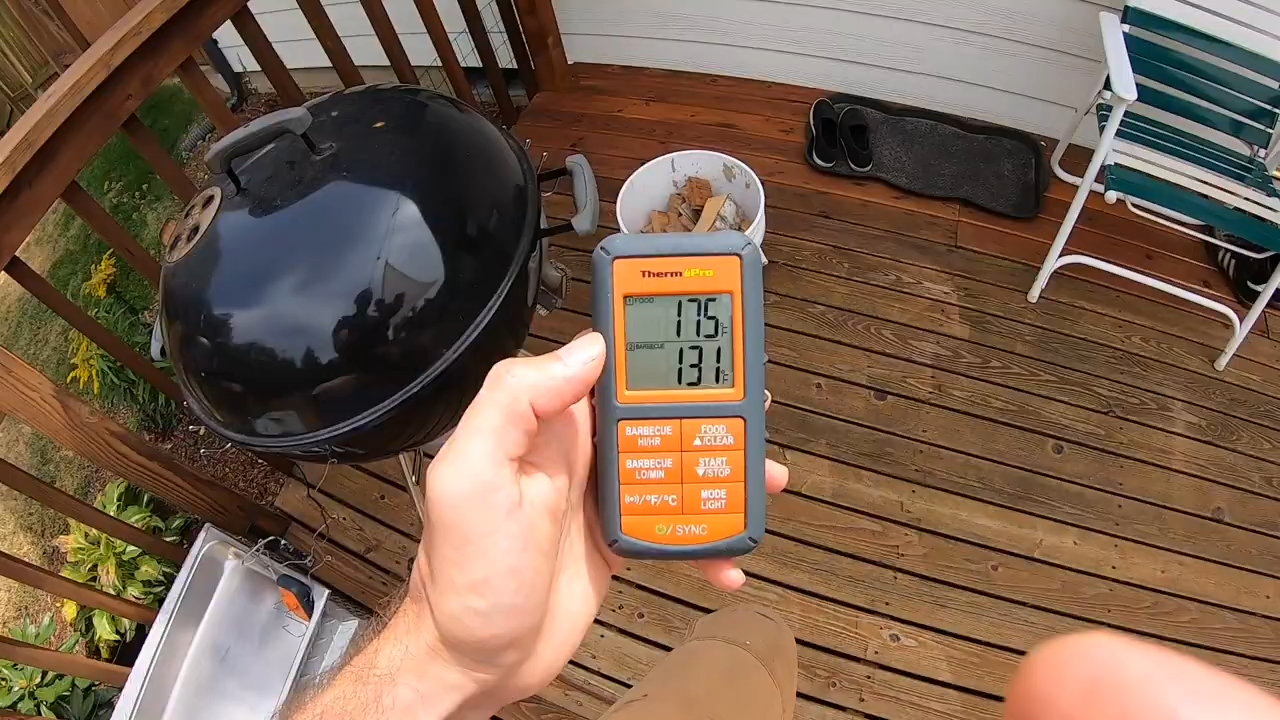 ThermoPro
1 FOOD
175 °F
2 BARBECUE
131 °F
BARBECUE HI/HR
FOOD ▲/CLEAR
BARBECUE LO/MIN
START ▼/STOP
((•))/°F/°C
MODE LIGHT
/ SYNC